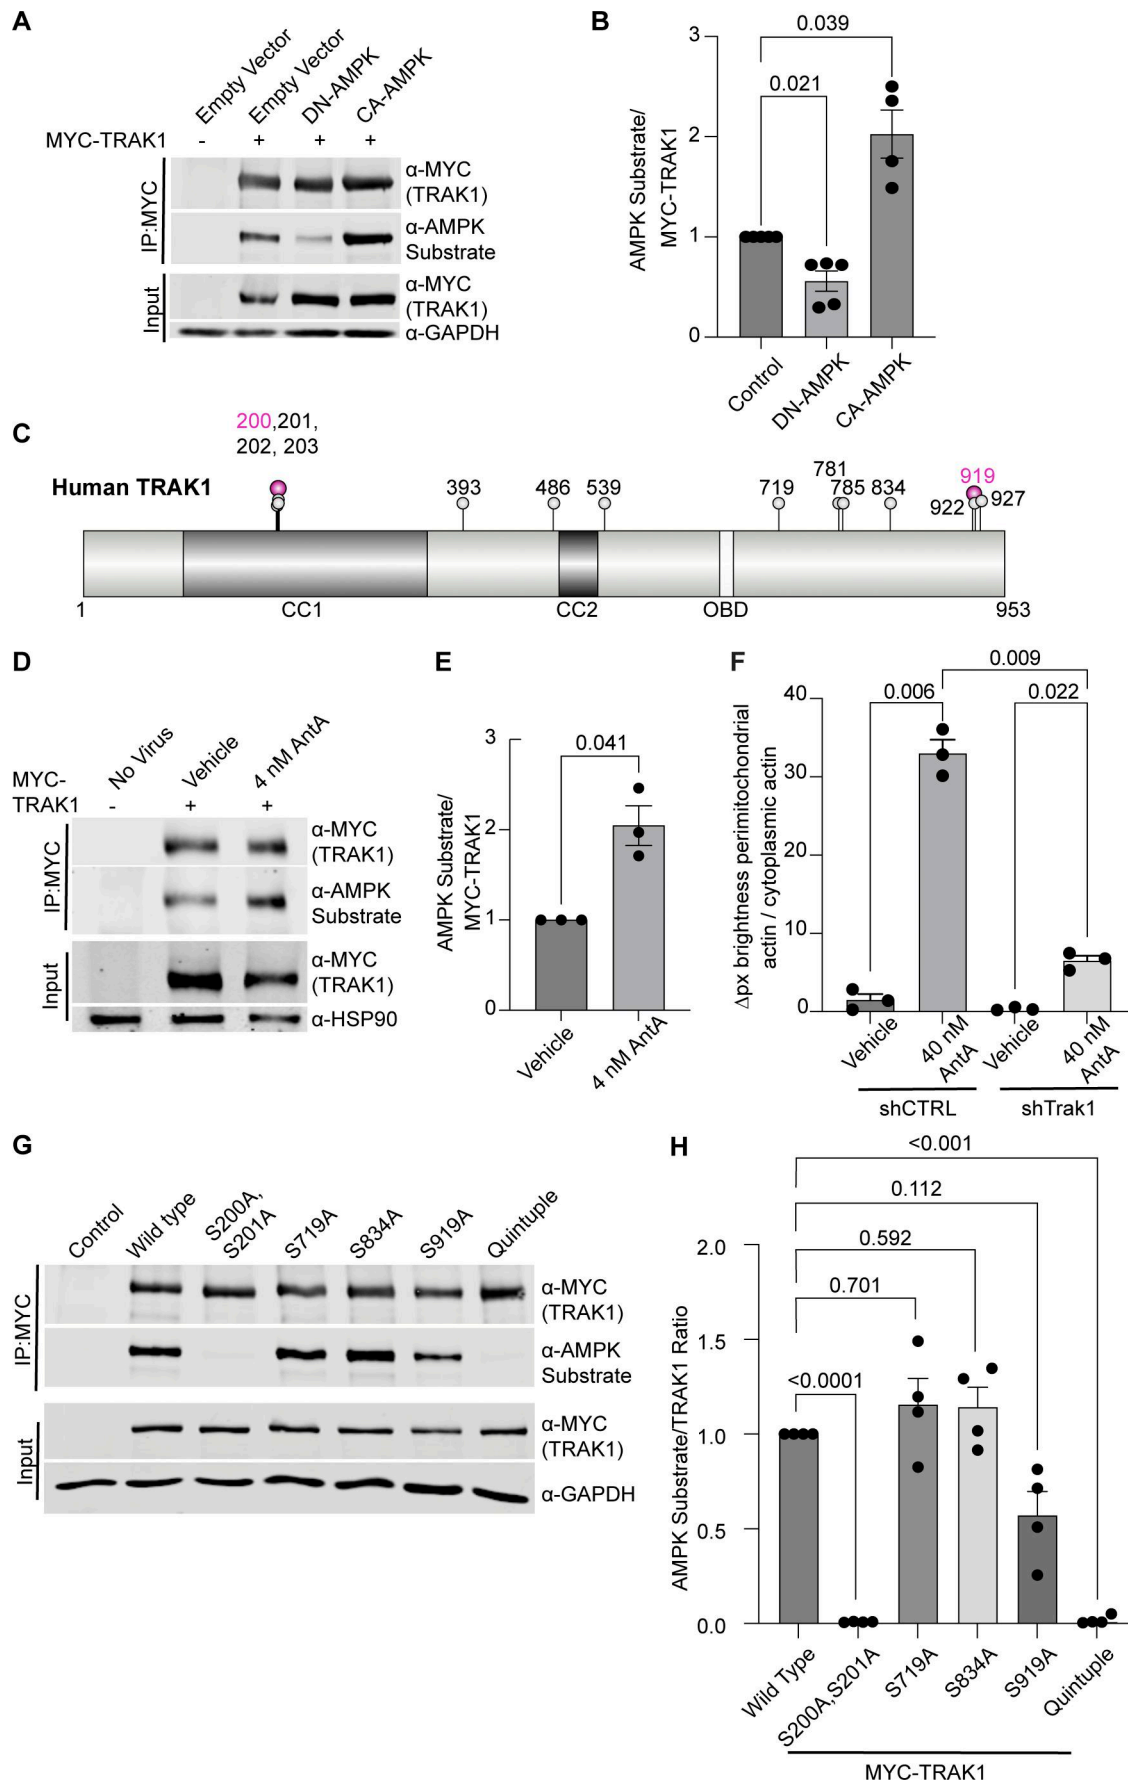 A
Empty Vector
Empty Vector
DN-AMPK
CA-AMPK
MYC-TRAK1
- + + +
IP:MYC
α-MYC
(TRAK1)
α-AMPK
Substrate
Input
α-MYC
(TRAK1)
α-GAPDH
B
AMPK Substrate/
MYC-TRAK1
3
2
1
0
0.039
0.021
Control
DN-AMPK
CA-AMPK
C
200,201,
202, 203
Human TRAK1
393
486
539
719
781
785
834
919
922
927
1
CC1
CC2
OBD
953
D
No Virus
Vehicle
4 nM AntA
MYC-
TRAK1
- + +
IP:MYC
α-MYC
(TRAK1)
α-AMPK
Substrate
Input
α-MYC
(TRAK1)
α-HSP90
E
AMPK Substrate/
MYC-TRAK1
3
2
1
0
0.041
Vehicle
4 nM AntA
F
Δpx brightness perimitochondrial
actin / cytoplasmic actin
40
30
20
10
0
0.009
0.006
0.022
Vehicle
40 nM
AntA
Vehicle
40 nM
AntA
shCTRL
shTrak1
G
Control
Wild type
S200A,
S201A
S719A
S834A
S919A
Quintuple
IP:MYC
α-MYC
(TRAK1)
α-AMPK
Substrate
Input
α-MYC
(TRAK1)
α-GAPDH
H
AMPK Substrate/TRAK1 Ratio
2.0
1.5
1.0
0.5
0.0
<0.001
0.112
0.592
0.701
<0.0001
Wild Type
S200A,S201A
S719A
S834A
S919A
Quintuple
MYC-TRAK1